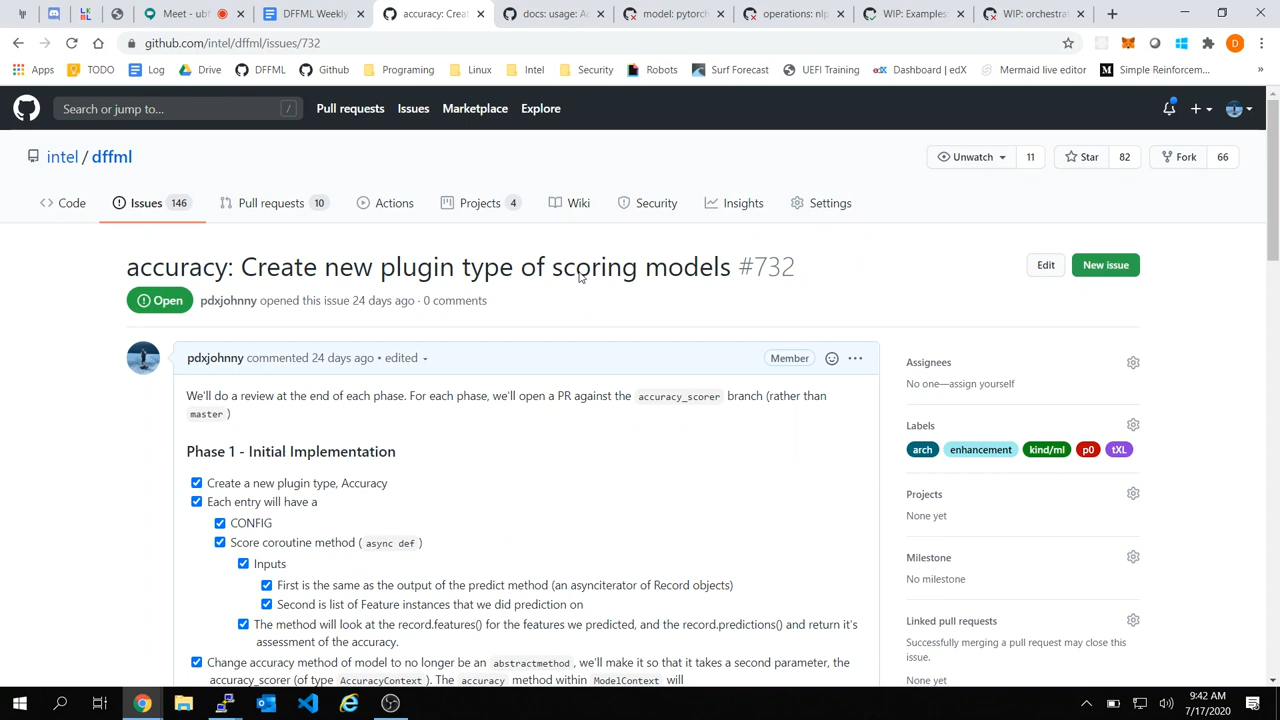 Meet - ubf
DFFML Weekly
accuracy: Crea
docs: usage: A
model: pytorch
operations: nlp
WIP: Examples:
WIP: orchestrat
github.com/intel/dffml/issues/732
D
Apps
TODO
Log
Drive
DFFML
Github
Programing
Linux
Intel
Security
Robots
Surf Forecast
UEFI Training
Dashboard | edX
Mermaid live editor
Simple Reinforcem...
»
Search or jump to...
/
Pull requests
Issues
Marketplace
Explore
intel / dffml
Unwatch 11
Star 82
Fork 66
Code
Issues 146
Pull requests 10
Actions
Projects 4
Wiki
Security
Insights
Settings
accuracy: Create new plugin type of scoring models #732
Edit
New issue
Open
pdxjohnny opened this issue 24 days ago · 0 comments
pdxjohnny commented 24 days ago • edited
Member
We'll do a review at the end of each phase. For each phase, we'll open a PR against the accuracy_scorer branch (rather than
master )
Phase 1 - Initial Implementation
Create a new plugin type, Accuracy
Each entry will have a
CONFIG
Score coroutine method ( async def )
Inputs
First is the same as the output of the predict method (an asynciterator of Record objects)
Second is list of Feature instances that we did prediction on
The method will look at the record.features() for the features we predicted, and the record.predictions() and return it's
assessment of the accuracy.
Change accuracy method of model to no longer be an abstractmethod , we'll make it so that it takes a second parameter, the
accuracy_scorer (of type AccuracyContext ). The accuracy method within ModelContext will
Assignees
No one—assign yourself
Labels
arch
enhancement
kind/ml
p0
tXL
Projects
None yet
Milestone
No milestone
Linked pull requests
Successfully merging a pull request may close this
issue.
None yet
9:42 AM
7/17/2020